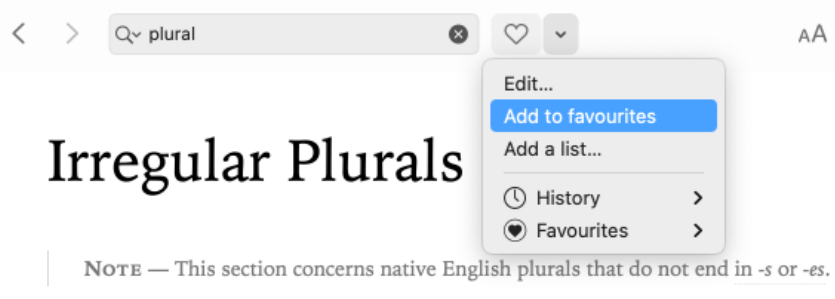 plural
AA
Edit...
Add to favourites
Add a list...
History
Favourites
Irregular Plurals
NOTE — This section concerns native English plurals that do not end in -s or -es.